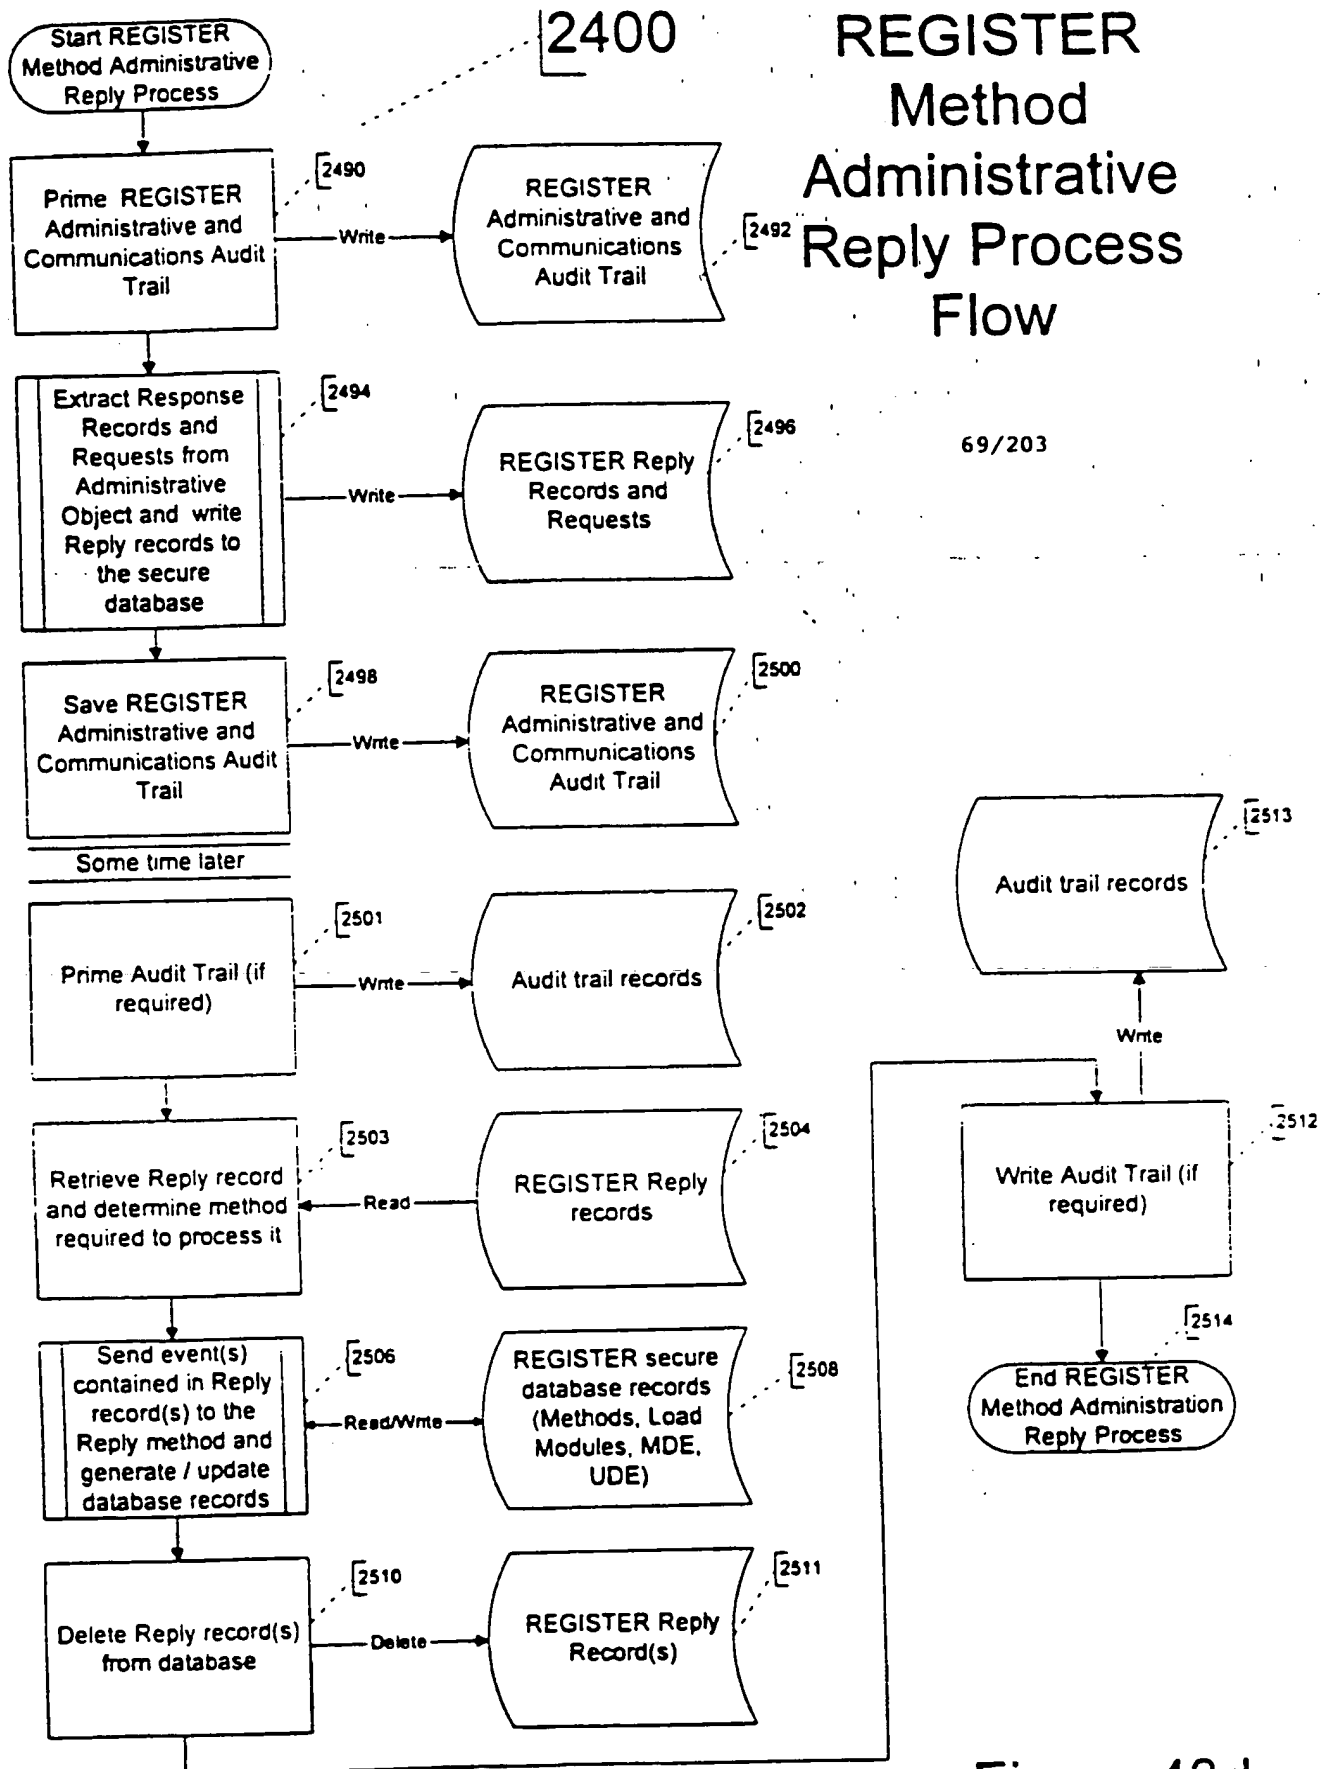 Start REGISTER
Method Administrative
Reply Process
2400
REGISTER
Method
Administrative
Reply Process
Flow
69/203
Prime REGISTER
Administrative and
Communications Audit
Trail
2490
Write
REGISTER
Administrative and
Communications
Audit Trail
2492
Extract Response
Records and
Requests from
Administrative
Object and write
Reply records to
the secure
database
2494
Write
REGISTER Reply
Records and
Requests
2496
Save REGISTER
Administrative and
Communications Audit
Trail
2498
Write
REGISTER
Administrative and
Communications
Audit Trail
2500
Some time later
Prime Audit Trail (if
required)
2501
Write
Audit trail records
2502
Retrieve Reply record
and determine method
required to process it
2503
Read
REGISTER Reply
records
2504
Send event(s)
contained in Reply
record(s) to the
Reply method and
generate / update
database records
2506
Read/Write
REGISTER secure
database records
(Methods, Load
Modules, MDE,
UDE)
2508
Delete Reply record(s)
from database
2510
Delete
REGISTER Reply
Record(s)
2511
Audit trail records
2513
Write
Write Audit Trail (if
required)
2512
2514
End REGISTER
Method Administration
Reply Process